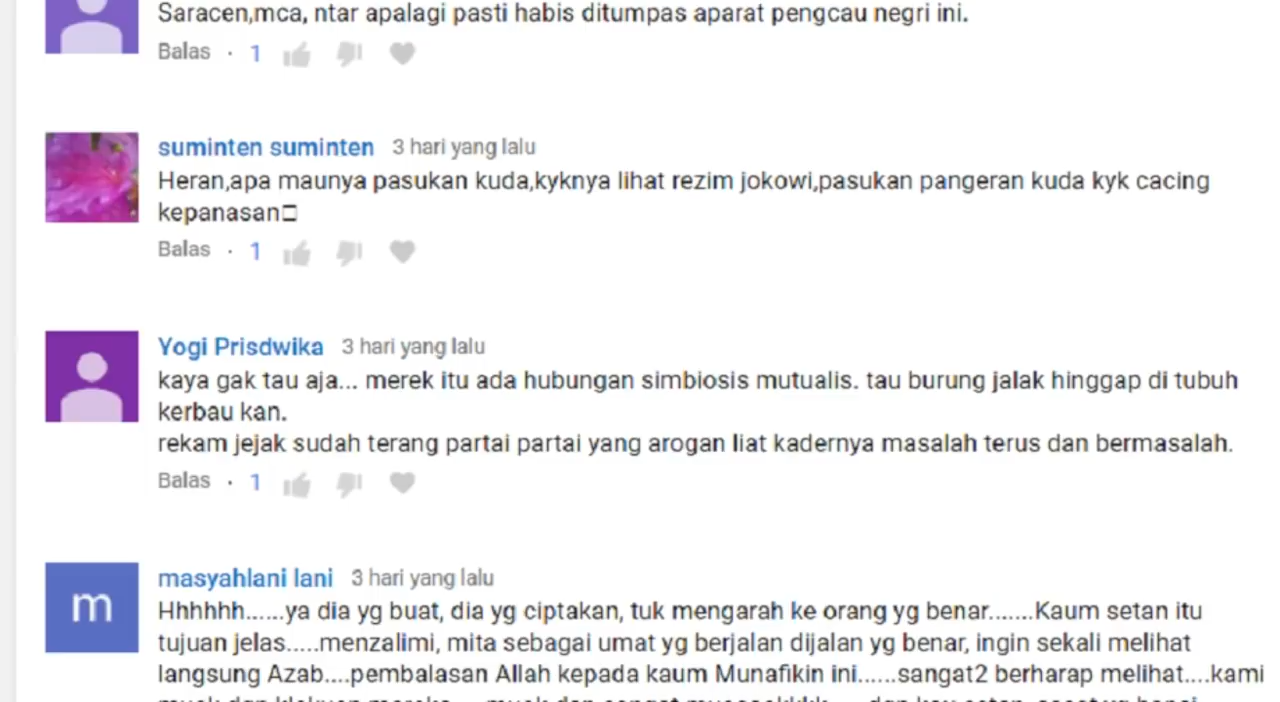 Saracen,mca, ntar apalagi pasti habis ditumpas aparat pengcau negri ini.
Balas · 1
suminten suminten 3 hari yang lalu
Heran,apa maunya pasukan kuda,kyknya lihat rezim jokowi,pasukan pangeran kuda kyk cacing
kepanasan
Balas · 1
Yogi Prisdwika 3 hari yang lalu
kaya gak tau aja... merek itu ada hubungan simbiosis mutualis. tau burung jalak hinggap di tubuh
kerbau kan.
rekam jejak sudah terang partai partai yang arogan liat kadernya masalah terus dan bermasalah.
Balas · 1
m
masyahlani lani 3 hari yang lalu
Hhhhhh......ya dia yg buat, dia yg ciptakan, tuk mengarah ke orang yg benar.......Kaum setan itu
tujuan jelas.....menzalimi, mita sebagai umat yg berjalan dijalan yg benar, ingin sekali melihat
langsung Azab....pembalasan Allah kepada kaum Munafikin ini......sangat2 berharap melihat....kami